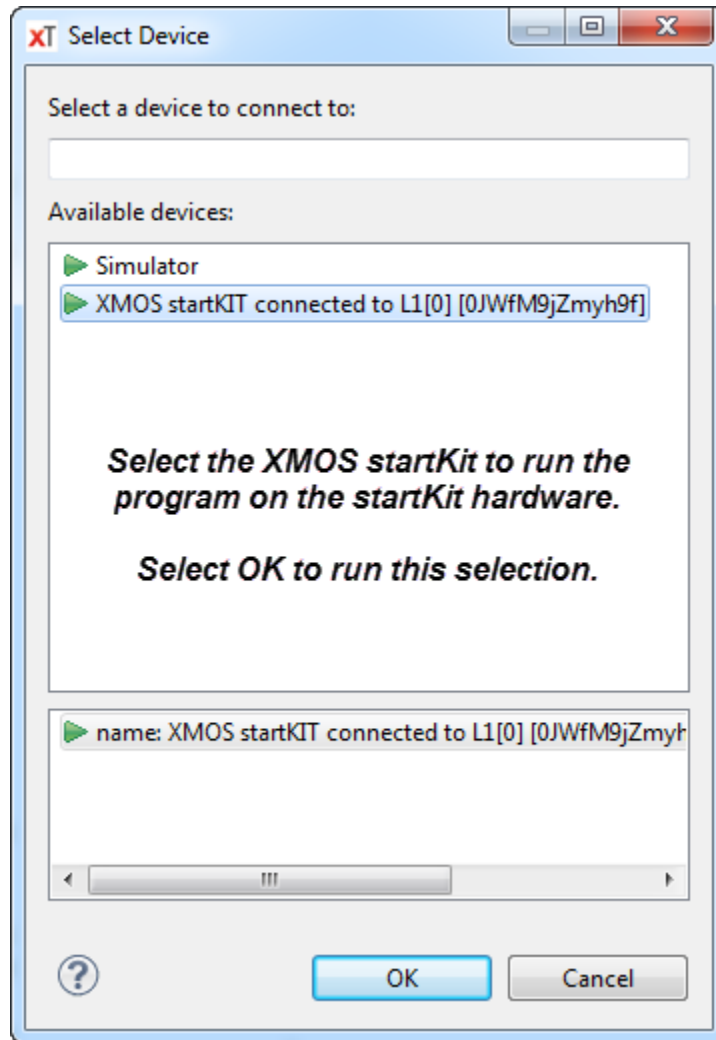 xT Select Device
Select a device to connect to:
Available devices:
Simulator
XMOS startKIT connected to L1[0] [0JWfM9jZmyh9f]
Select the XMOS startKit to run the
program on the startKit hardware.
Select OK to run this selection.
name: XMOS startKIT connected to L1[0] [0JWfM9jZmyh
? OK Cancel